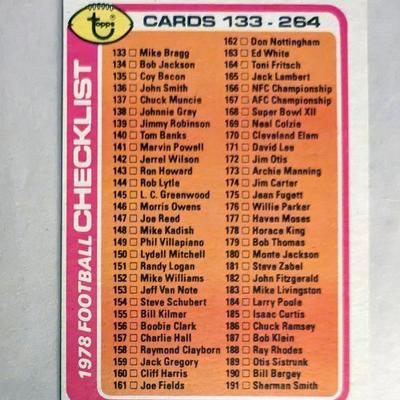 topps
CARDS 133 - 264
1978 FOOTBALL CHECKLIST
133 Mike Bragg
134 Bob Jackson
135 Coy Bacon
136 John Smith
137 Chuck Muncie
138 Johnnie Gray
139 Jimmy Robinson
140 Tom Banks
141 Marvin Powell
142 Jerrel Wilson
143 Ron Howard
144 Rob Lytle
145 L. C. Greenwood
146 Morris Owens
147 Joe Reed
148 Mike Kadish
149 Phil Villapiano
150 Lydell Mitchell
151 Randy Logan
152 Mike Williams
153 Jeff Van Note
154 Steve Schubert
155 Bill Kilmer
156 Boobie Clark
157 Charlie Hall
158 Raymond Clayborn
159 Jack Gregory
160 Cliff Harris
161 Joe Fields
162 Don Nottingham
163 Ed White
164 Toni Fritsch
165 Jack Lambert
166 NFC Championship
167 AFC Championship
168 Super Bowl XII
169 Neal Colzie
170 Cleveland Elam
171 David Lee
172 Jim Otis
173 Archie Manning
174 Jim Carter
175 Jean Fugett
176 Willie Parker
177 Haven Moses
178 Horace King
179 Bob Thomas
180 Monte Jackson
181 Steve Zabel
182 John Fitzgerald
183 Mike Livingston
184 Larry Poole
185 Isaac Curtis
186 Chuck Ramsey
187 Bob Klein
188 Ray Rhodes
189 Otis Sistrunk
190 Bill Bergey
191 Sherman Smith